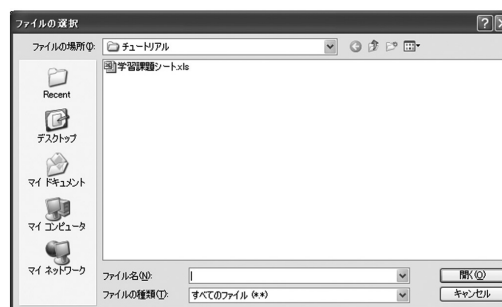 ファイルの選択
ファイルの場所(I):
チュートリアル
学習課題シート.xls
Recent
デスクトップ
マイ ドキュメント
マイ コンピュータ
マイ ネットワーク
ファイル名(N):
開く(O)
ファイルの種類(T):
すべてのファイル (*.*)
キャンセル